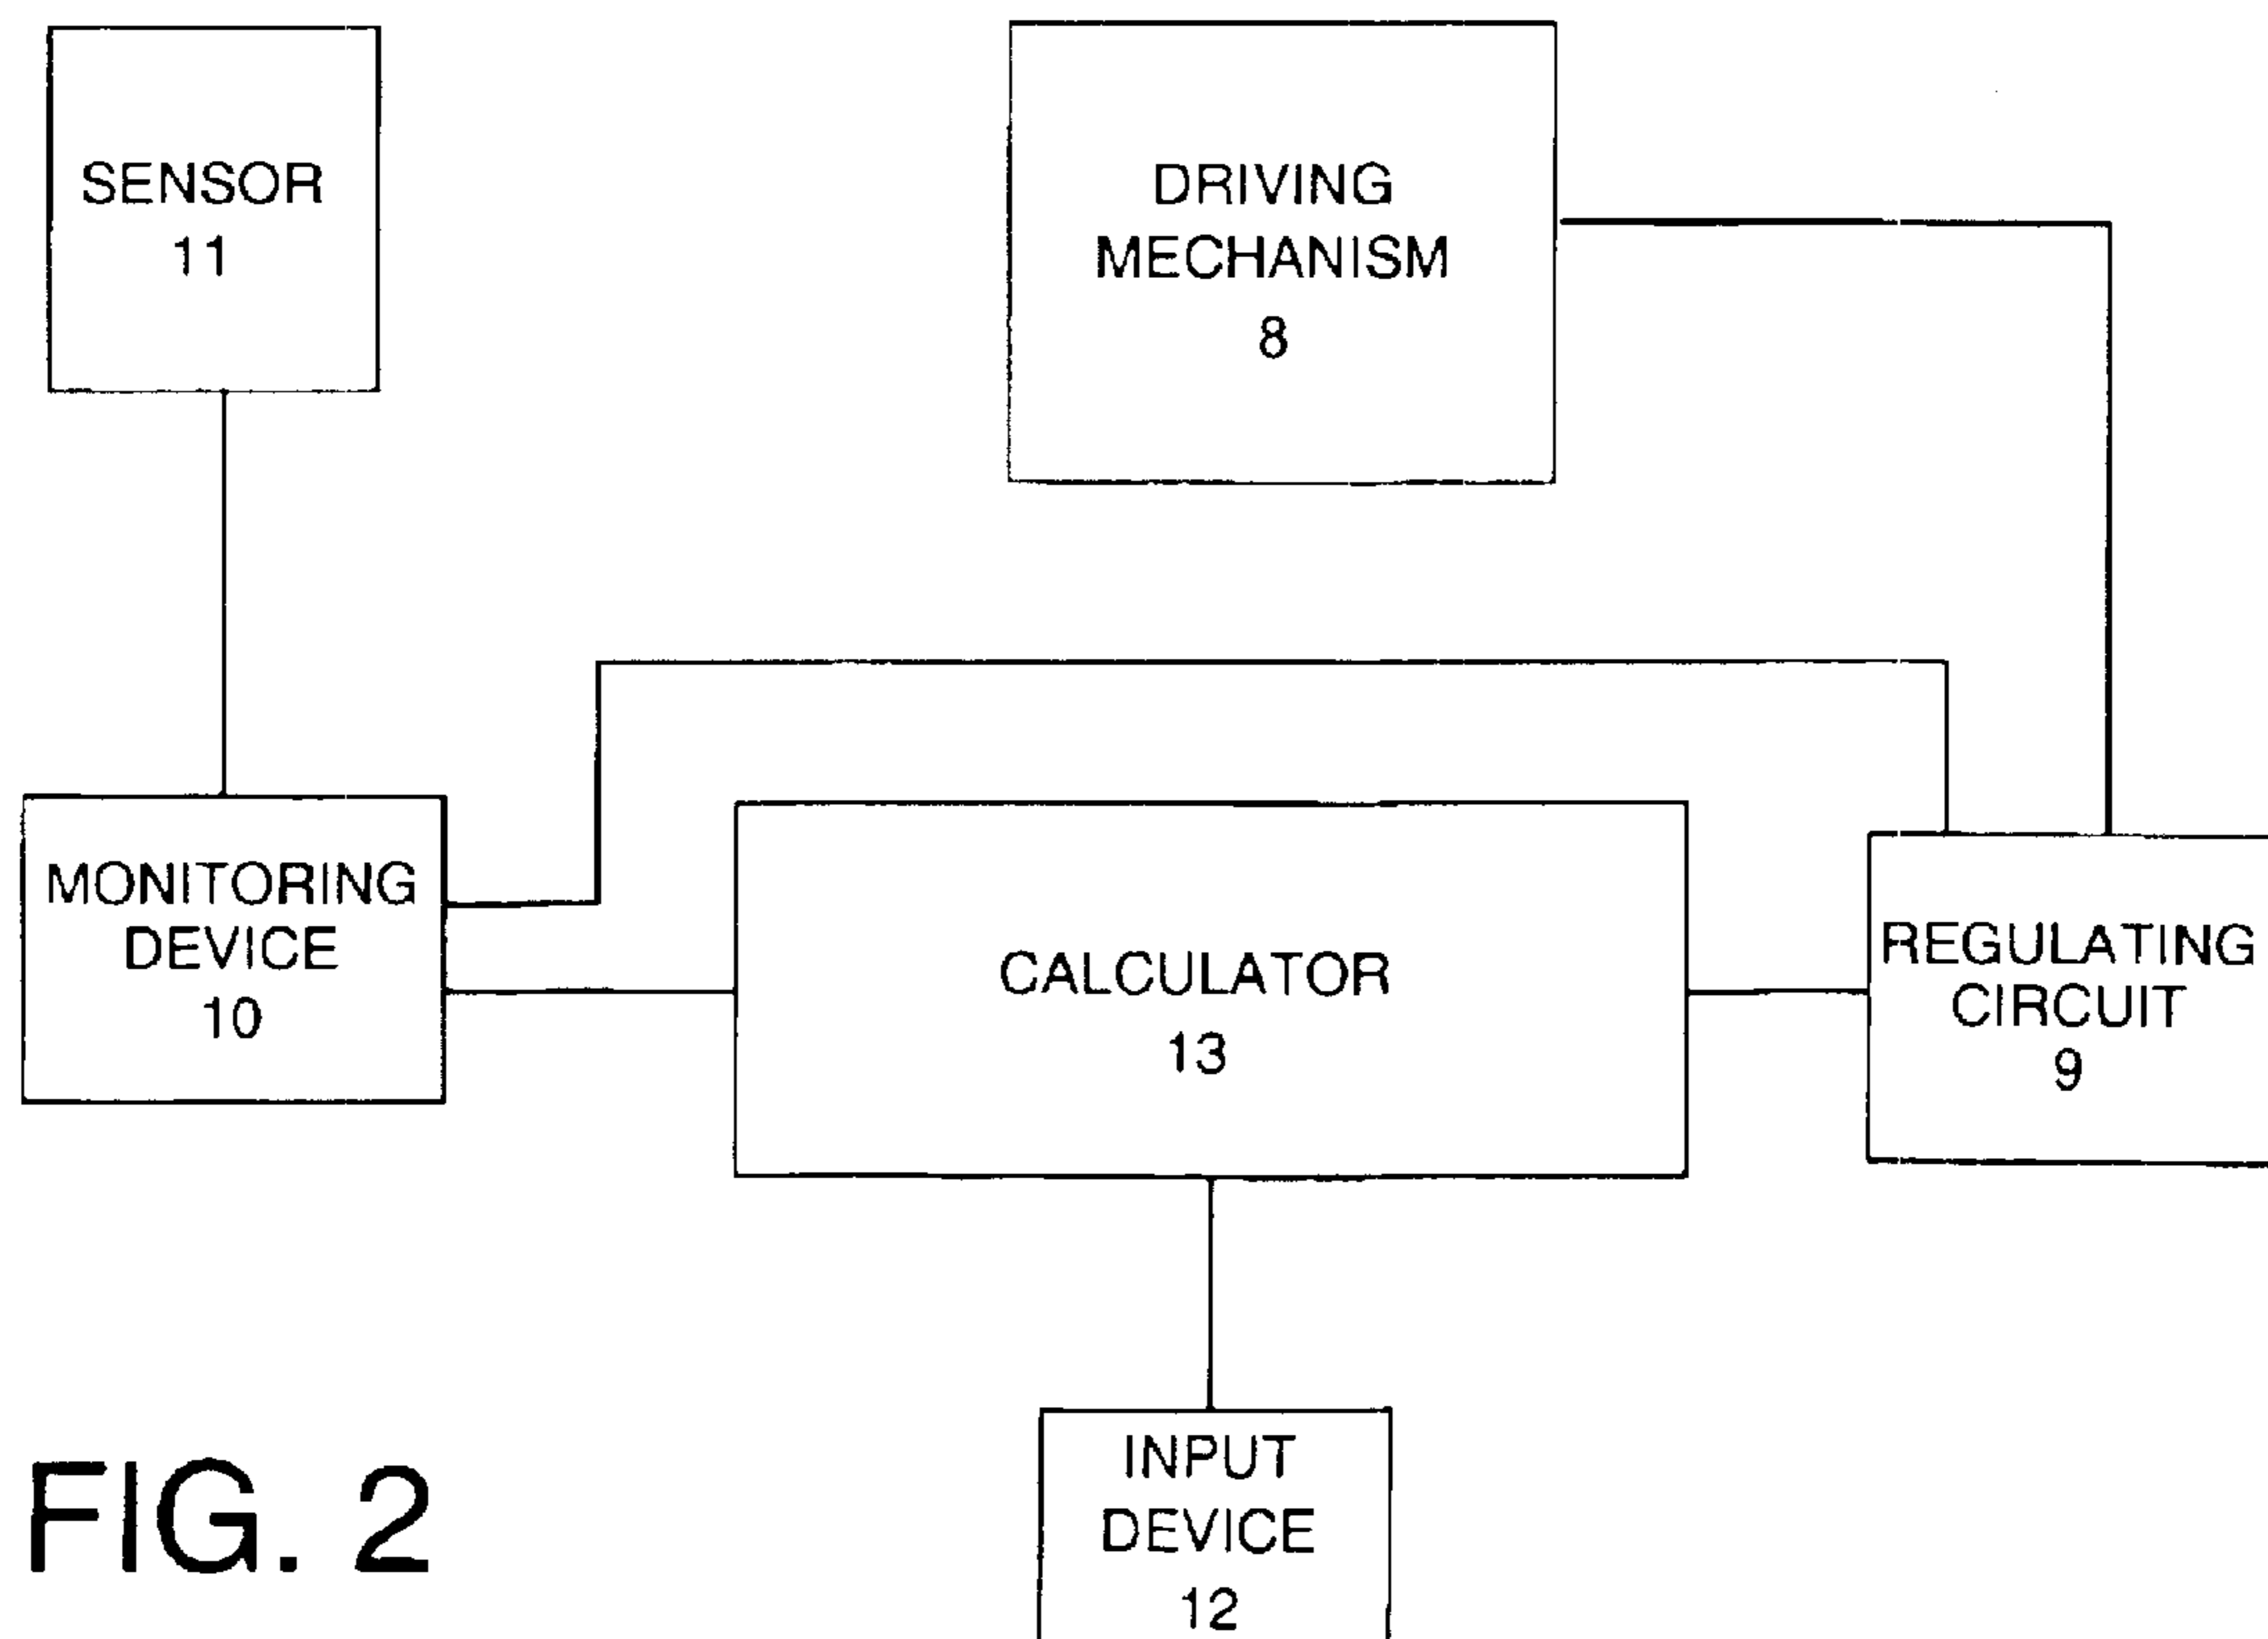 SENSOR
11
DRIVING
MECHANISM
8
MONITORING
DEVICE
10
CALCULATOR
13
REGULATING
CIRCUIT
9
INPUT
DEVICE
12
FIG. 2